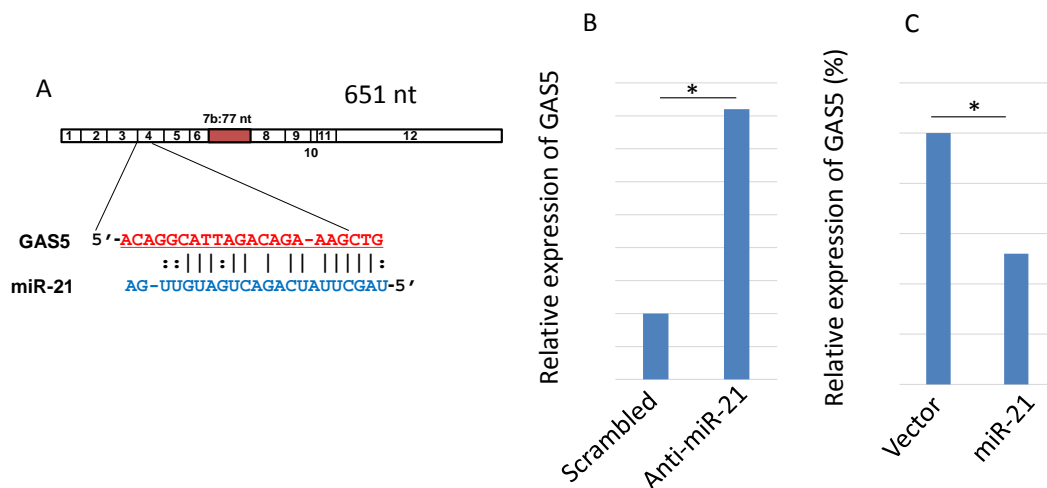 A
651 nt
7b:77 nt
1 2 3 4 5 6 8 9 11 12
10
GAS5 5’-ACAGGCATTAGACAGA-AAGCTG
::|||:|| | || |||||:
miR-21 AG-UUGUAGUCAGACUAUUCGAU-5’
B
Relative expression of GAS5
*
Scrambled
Anti-miR-21
C
Relative expression of GAS5 (%)
*
Vector
miR-21